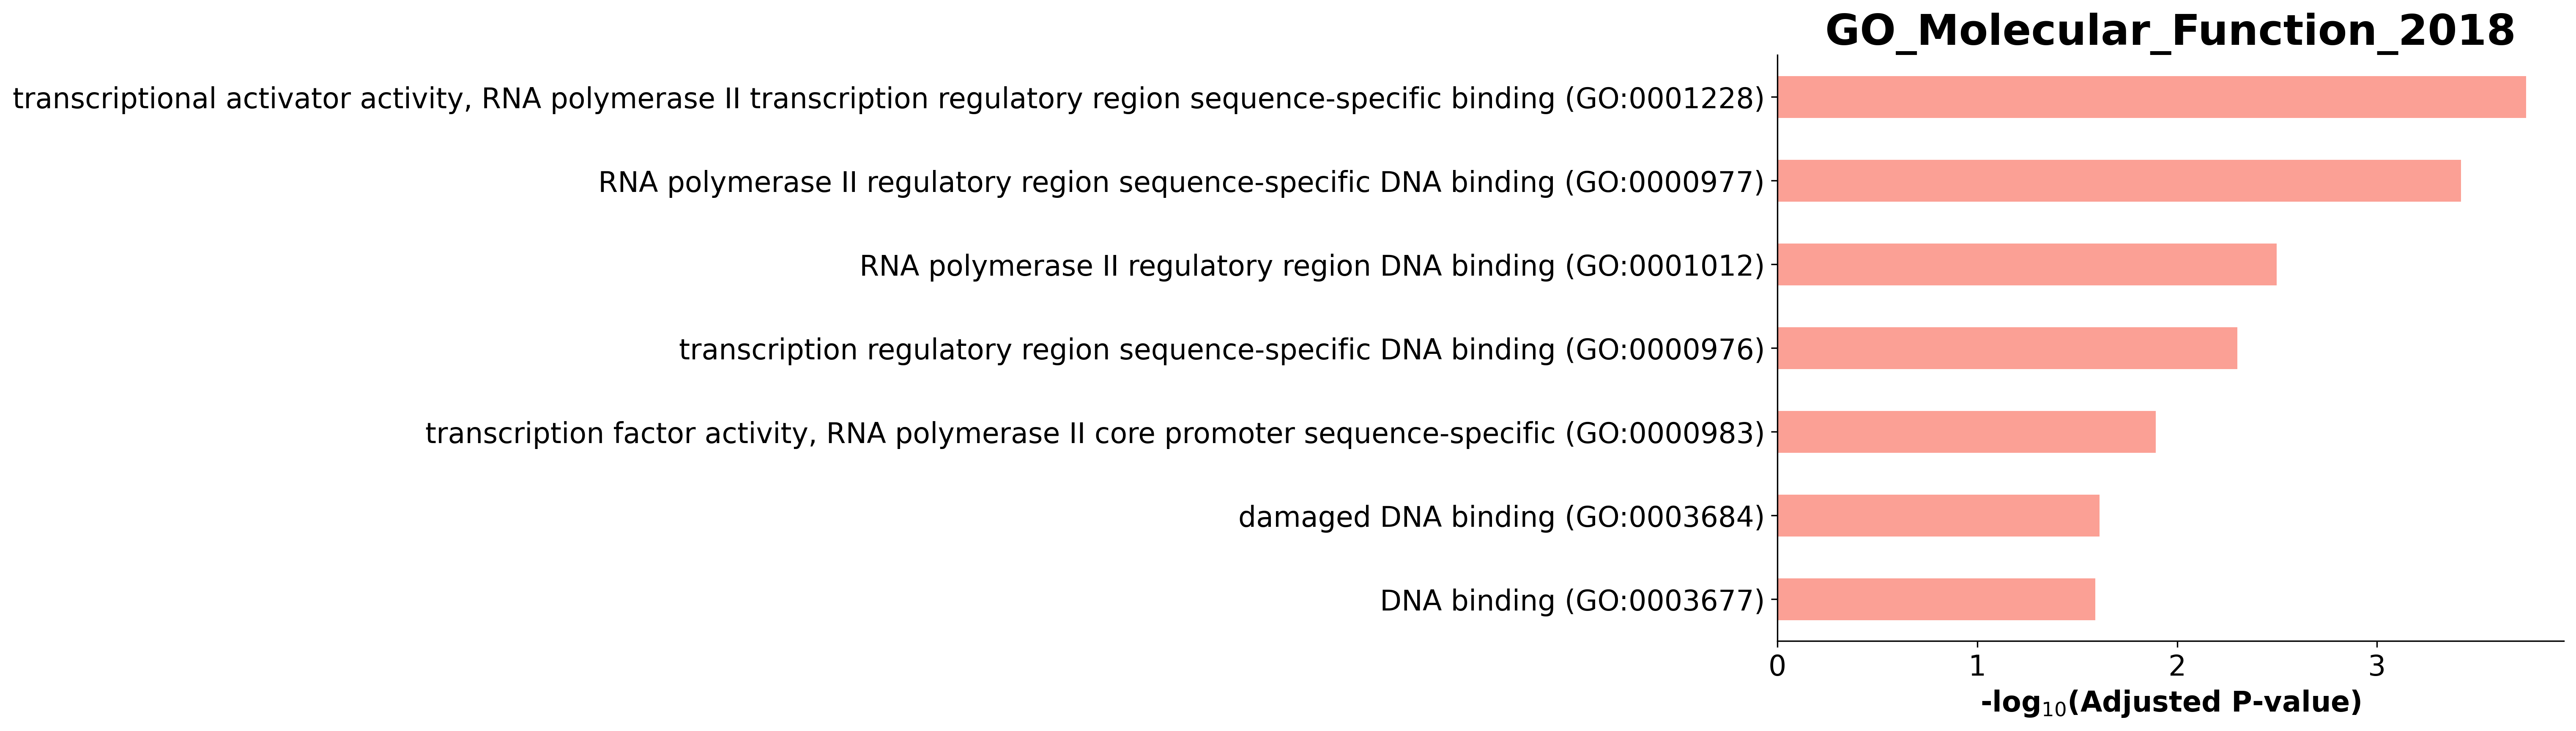 GO_Molecular_Function_2018
transcriptional activator activity, RNA polymerase II transcription regulatory region sequence-specific binding (GO:0001228)
RNA polymerase II regulatory region sequence-specific DNA binding (GO:0000977)
RNA polymerase II regulatory region DNA binding (GO:0001012)
transcription regulatory region sequence-specific DNA binding (GO:0000976)
transcription factor activity, RNA polymerase II core promoter sequence-specific (GO:0000983)
damaged DNA binding (GO:0003684)
DNA binding (GO:0003677)
0 1 2 3
-log₁₀(Adjusted P-value)